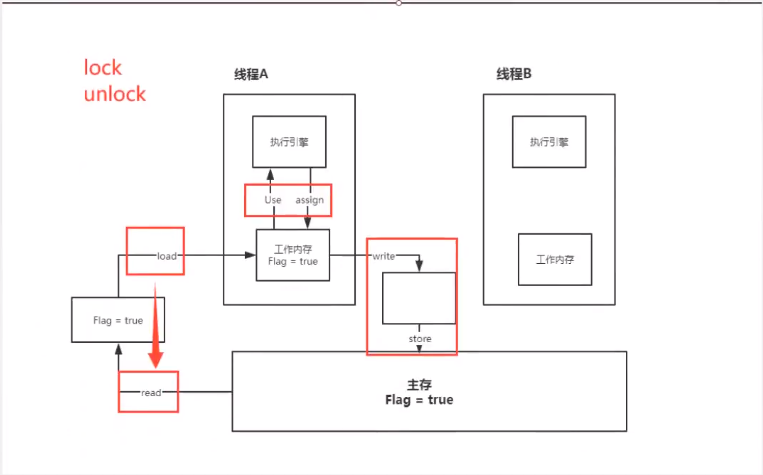 lock
unlock
线程A
线程B
执行引擎
执行引擎
Use
assign
load
工作内存
Flag = true
write
工作内存
Flag = true
store
read
主存
Flag = true